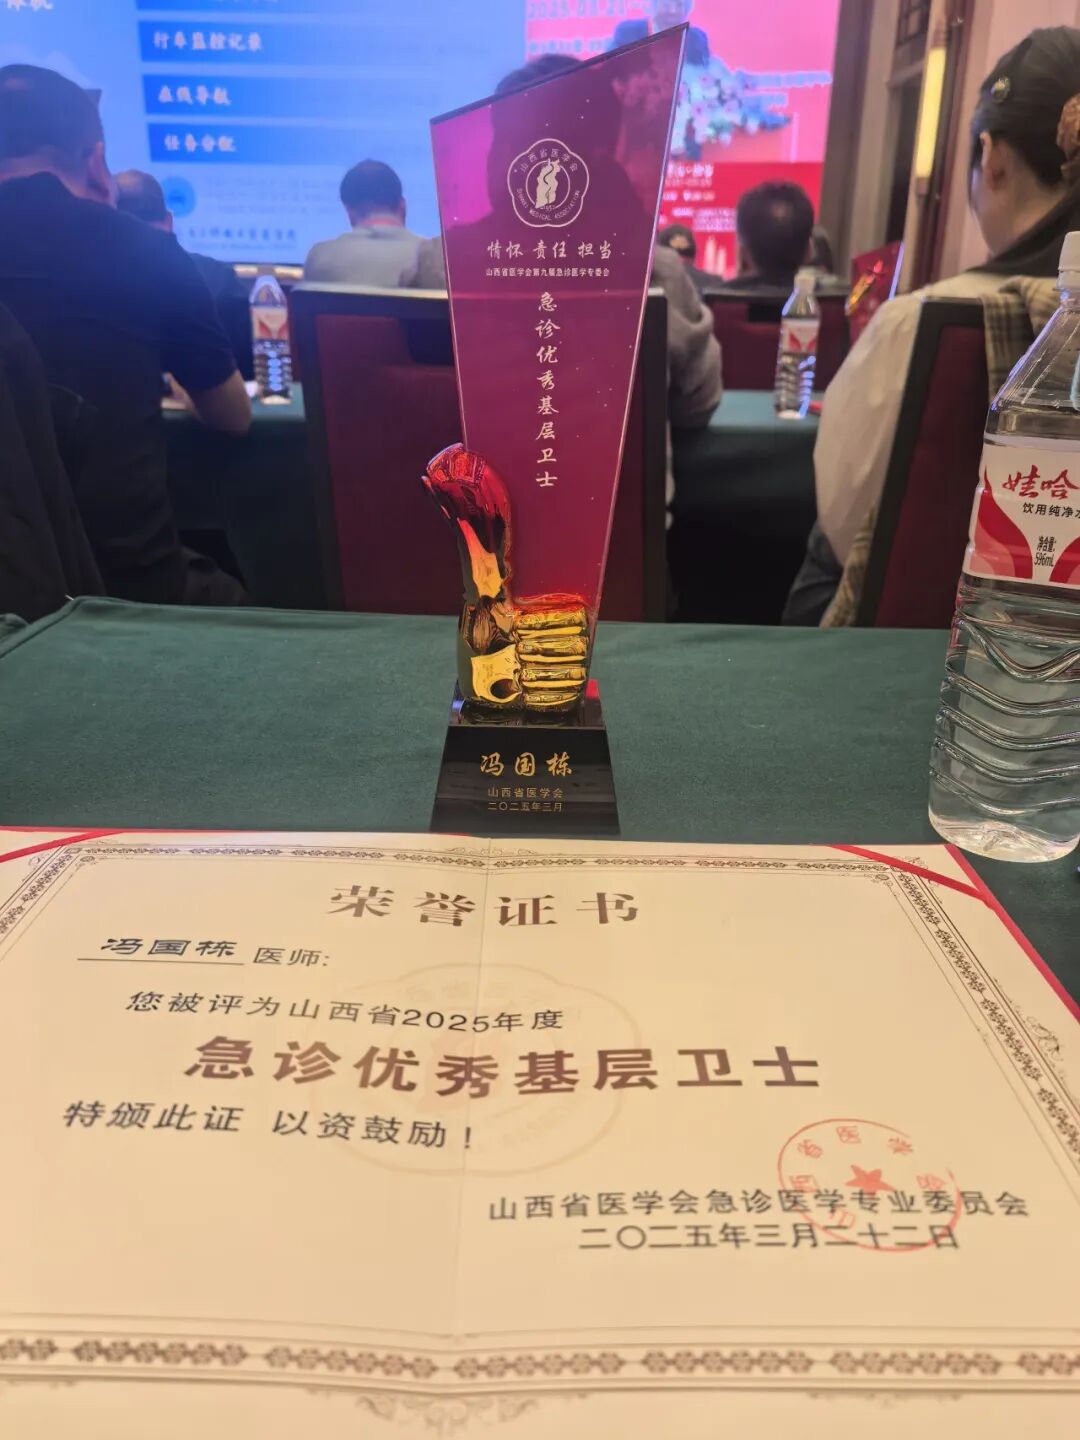 行车监控记录
在线导航
任务分配
山西省医学会
SHANXI MEDICAL ASSOCIATION
情怀 责任 担当
山西省医学会第九届急诊医学专委会
急诊优秀基层卫士
冯国栋
山西省医学会
二〇二五年三月
娃哈
饮用纯净水
净含量:
596mL
荣誉证书
冯国栋 医师:
您被评为山西省2025年度
急诊优秀基层卫士
特颁此证 以资鼓励!
山西省医学会急诊医学专业委员会
二〇二五年三月二十二日